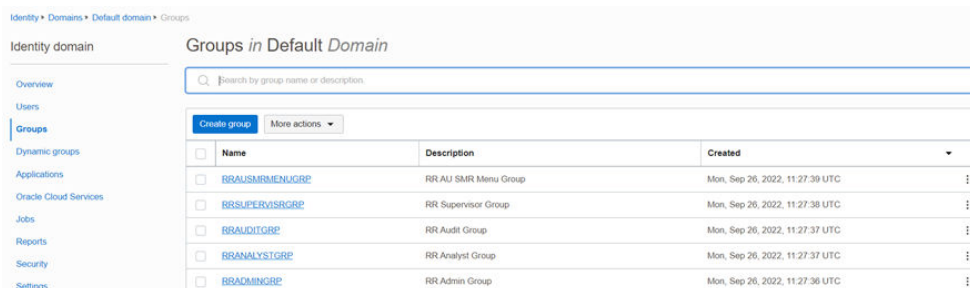 Identity Domains Default domain Groups
Identity domain
Groups in Default Domain
Search by group name or description.
Overview
Users
Groups
Dynamic groups
Applications
Oracle Cloud Services
Jobs
Reports
Security
Settings
Create group More actions
Name Description Created
RRAUSMRMENUGRP RR AU SMR Menu Group Mon, Sep 26, 2022, 11:27:39 UTC
RRSUPERVISRGRP RR Supervisor Group Mon, Sep 26, 2022, 11:27:38 UTC
RRAUDITGRP RR Audit Group Mon, Sep 26, 2022, 11:27:37 UTC
RRANALYSTGRP RR Analyst Group Mon, Sep 26, 2022, 11:27:37 UTC
RRADMINGRP RR Admin Group Mon, Sep 26, 2022, 11:27:36 UTC